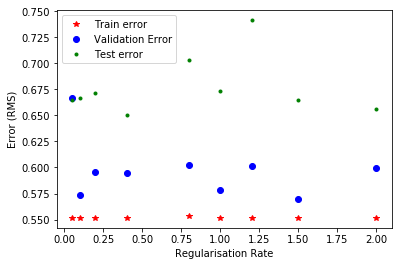 0.750
0.725
0.700
0.675
0.650
0.625
0.600
0.575
0.550
Error (RMS)
Train error
Validation Error
Test error
0.00 0.25 0.50 0.75 1.00 1.25 1.50 1.75 2.00
Regularisation Rate